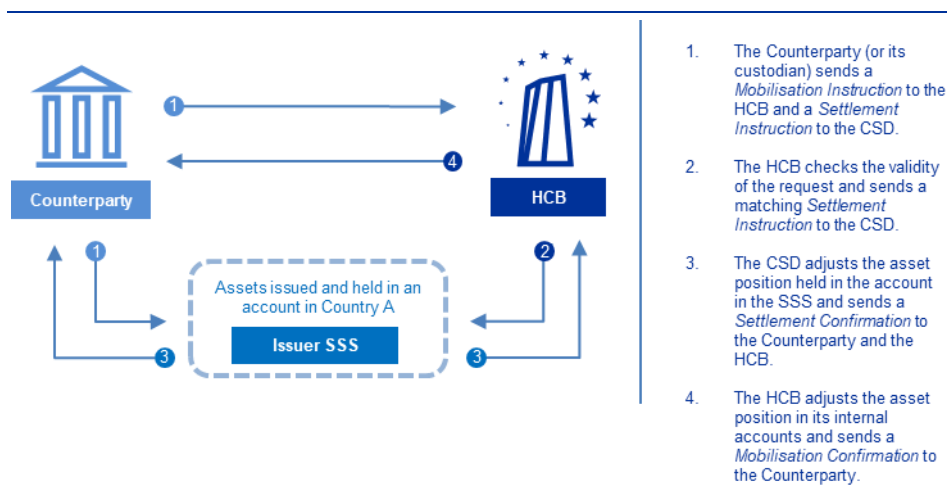 1
4
Counterparty
HCB
1
2
Assets issued and held in an
account in Country A
Issuer SSS
3
3
1. The Counterparty (or its
custodian) sends a
Mobilisation Instruction to the
HCB and a Settlement
Instruction to the CSD.
2. The HCB checks the validity
of the request and sends a
matching Settlement
Instruction to the CSD.
3. The CSD adjusts the asset
position held in the account
in the SSS and sends a
Settlement Confirmation to
the Counterparty and the
HCB.
4. The HCB adjusts the asset
position in its internal
accounts and sends a
Mobilisation Confirmation to
the Counterparty.